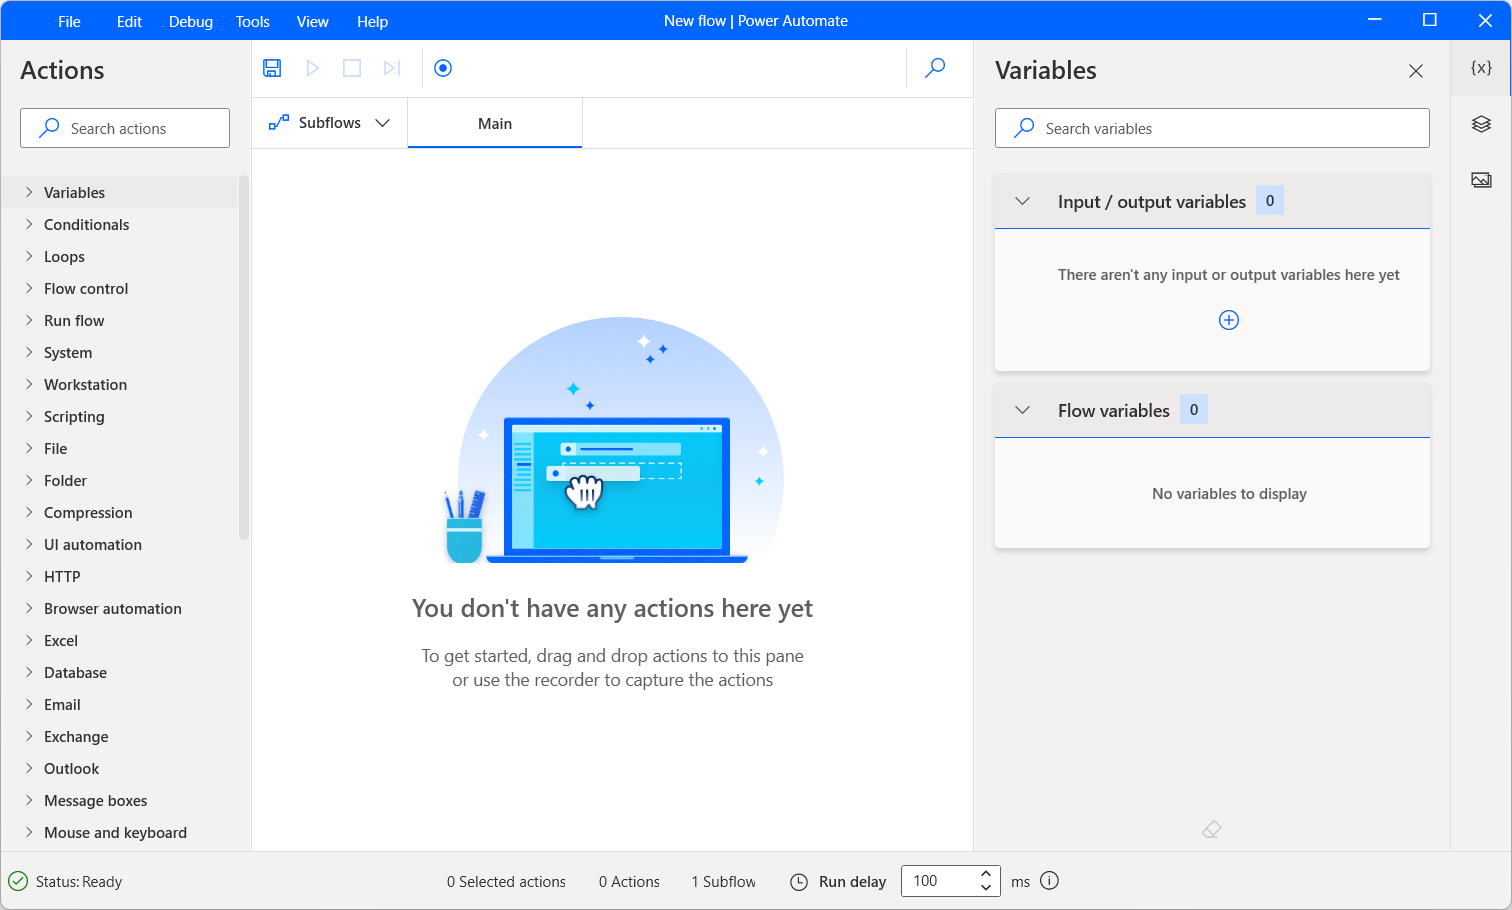 File Edit Debug Tools View Help New flow | Power Automate
Actions
Search actions
Variables
Conditionals
Loops
Flow control
Run flow
System
Workstation
Scripting
File
Folder
Compression
UI automation
HTTP
Browser automation
Excel
Database
Email
Exchange
Outlook
Message boxes
Mouse and keyboard
Subflows Main
You don't have any actions here yet
To get started, drag and drop actions to this pane
or use the recorder to capture the actions
Variables
Search variables
Input / output variables 0
There aren't any input or output variables here yet
Flow variables 0
No variables to display
{x}
Status: Ready 0 Selected actions 0 Actions 1 Subflow Run delay 100 ms